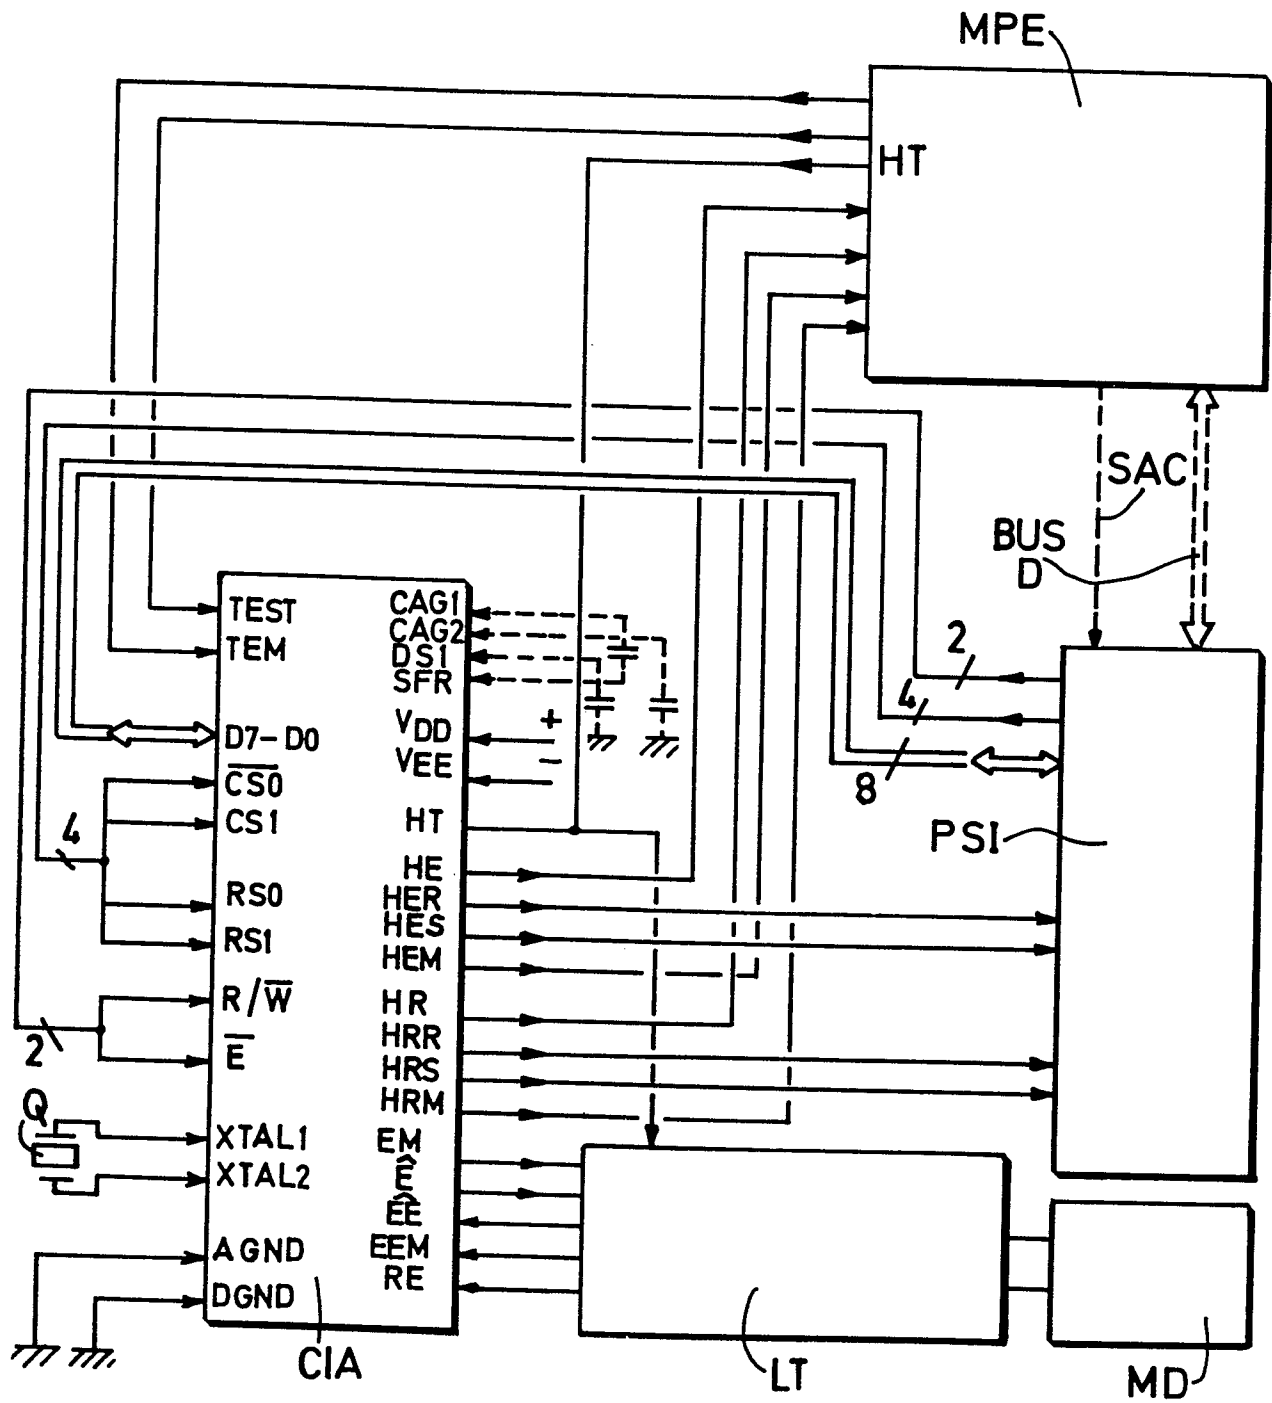 MPE
HT
SAC
BUS
D
2
4
8
PSI
TEST
TEM
D7-D0
C̅S̅0̅
CS1
4
RS0
RS1
R/W̅
2
E̅
Q
XTAL1
XTAL2
AGND
DGND
CAG1
CAG2
DS1
SFR
VDD
+
VEE
-
HT
HE
HER
HES
HEM
HR
HRR
HRS
HRM
EM
Ê
ÊE
EEM
RE
CIA
LT
MD